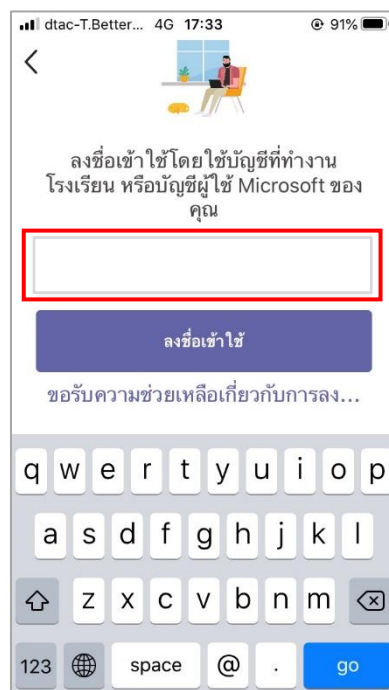 dtac-T.Better... 4G 17:33 91%
ลงชื่อเข้าใช้โดยใช้บัญชีที่ทำงาน
โรงเรียน หรือบัญชีผู้ใช้ Microsoft ของ
คุณ
ลงชื่อเข้าใช้
ขอรับความช่วยเหลือเกี่ยวกับการลง...
q w e r t y u i o p
a s d f g h j k l
z x c v b n m
123 space @ . go